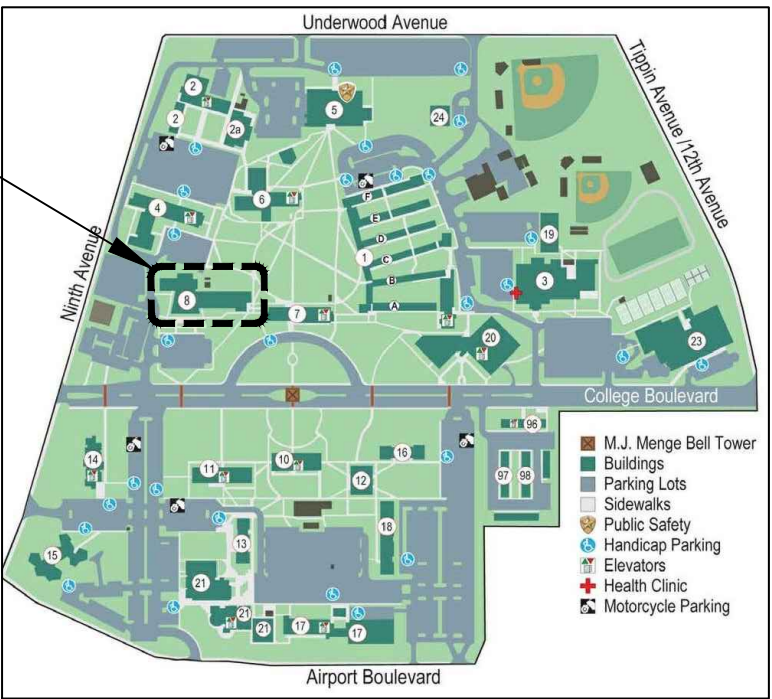 Underwood Avenue
Tippin Avenue /12th Avenue
2
5
2
2a
24
6
4
F
E
D
1
C
B
A
19
3
Ninth Avenue
8
7
20
23
College Boulevard
96
14
11
10
16
12
97
98
18
15
13
21
21
21
17
17
M.J. Menge Bell Tower
Buildings
Parking Lots
Sidewalks
Public Safety
Handicap Parking
Elevators
Health Clinic
Motorcycle Parking
Airport Boulevard